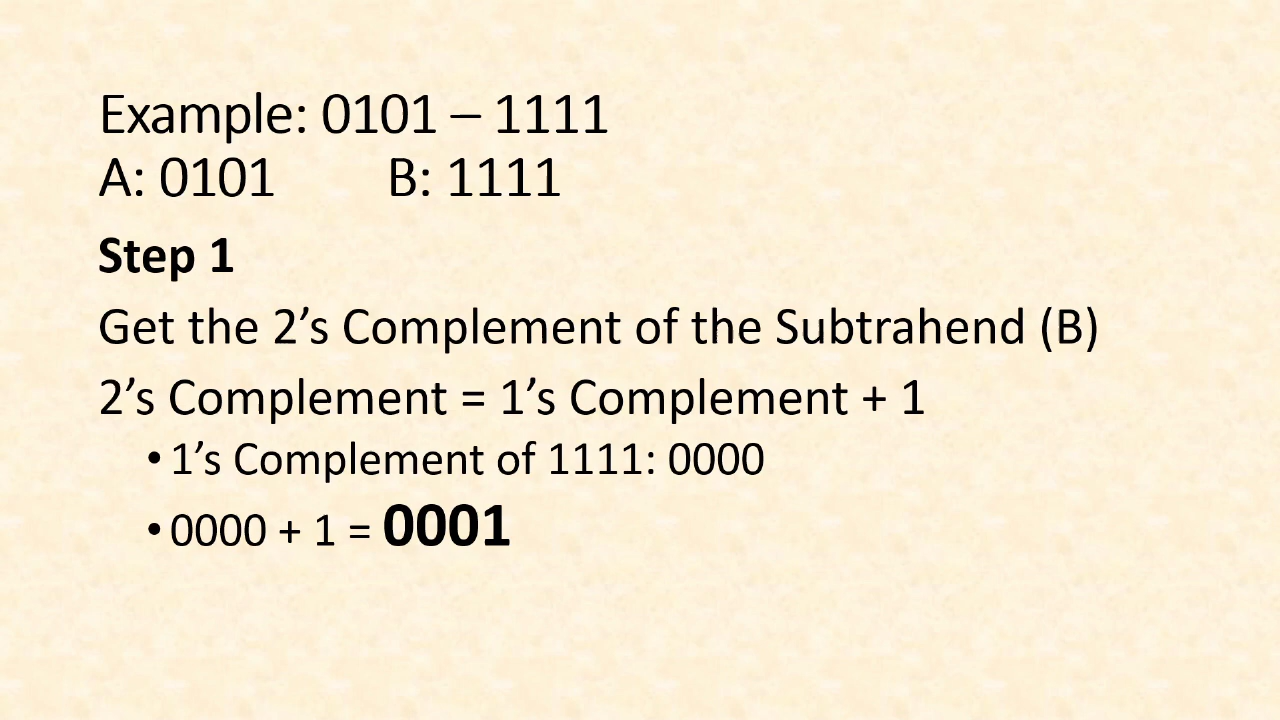 Example: 0101 – 1111
A: 0101 B: 1111
Step 1
Get the 2’s Complement of the Subtrahend (B)
2’s Complement = 1’s Complement + 1
• 1’s Complement of 1111: 0000
• 0000 + 1 = 0001